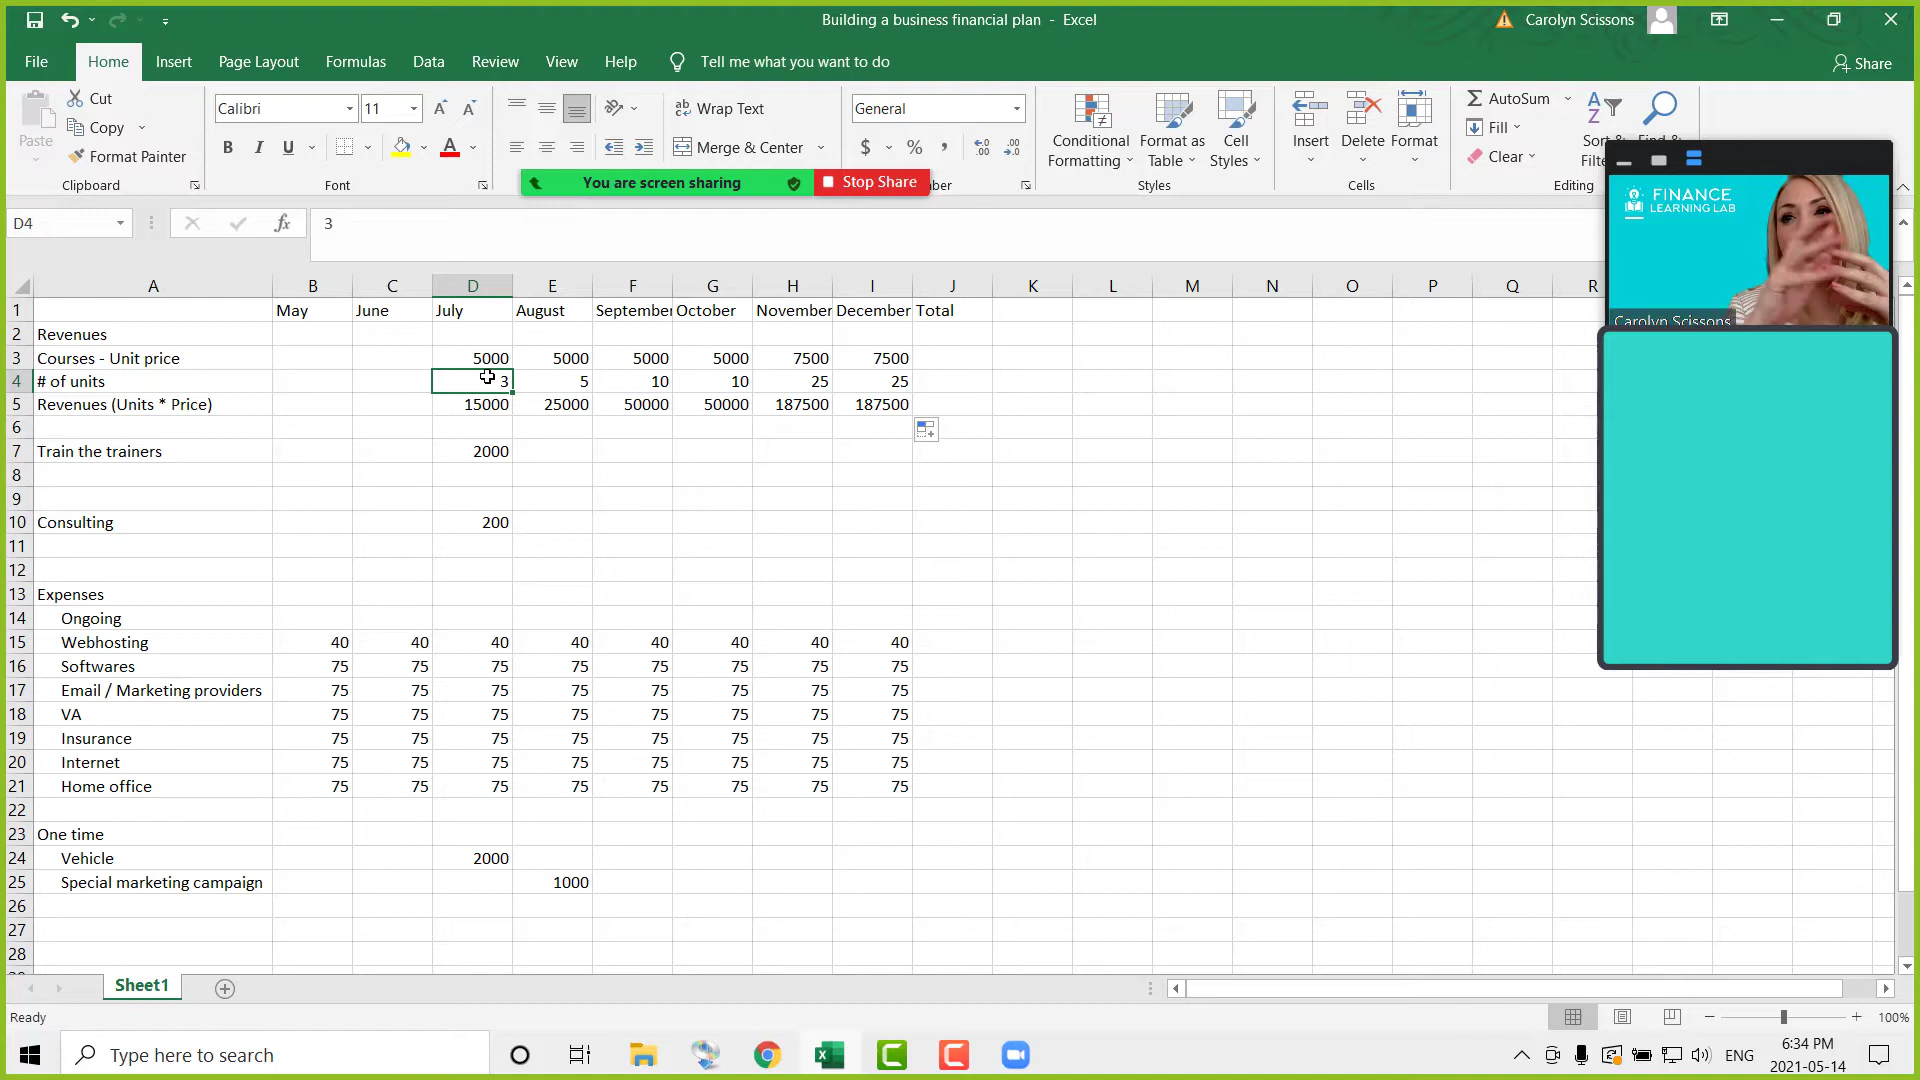 Building a business financial plan - Excel
Carolyn Scissons
File Home Insert Page Layout Formulas Data Review View Help Tell me what you want to do Share
Paste
Cut
Copy
Format Painter
Clipboard
Calibri 11
B I U
Font
Wrap Text
Merge & Center
General
$ %
Conditional Formatting
Format as Table
Cell Styles
Styles
Insert
Delete
Format
Cells
AutoSum
Fill
Clear
Editing
You are screen sharing Stop Share
D4 fx 3
FINANCE
LEARNING LAB
Carolyn Scissons
A B C D E F G H I J K L M N O P Q R
1 May June July August September October November December Total
2 Revenues
3 Courses - Unit price 5000 5000 5000 5000 7500 7500
4 # of units 3 5 10 10 25 25
5 Revenues (Units * Price) 15000 25000 50000 50000 187500 187500
6
7 Train the trainers 2000
8
9
10 Consulting 200
11
12
13 Expenses
14 Ongoing
15 Webhosting 40 40 40 40 40 40 40 40
16 Softwares 75 75 75 75 75 75 75 75
17 Email / Marketing providers 75 75 75 75 75 75 75 75
18 VA 75 75 75 75 75 75 75 75
19 Insurance 75 75 75 75 75 75 75 75
20 Internet 75 75 75 75 75 75 75 75
21 Home office 75 75 75 75 75 75 75 75
22
23 One time
24 Vehicle 2000
25 Special marketing campaign 1000
26
27
28
Sheet1
Ready 100%
Type here to search
ENG
6:34 PM
2021-05-14